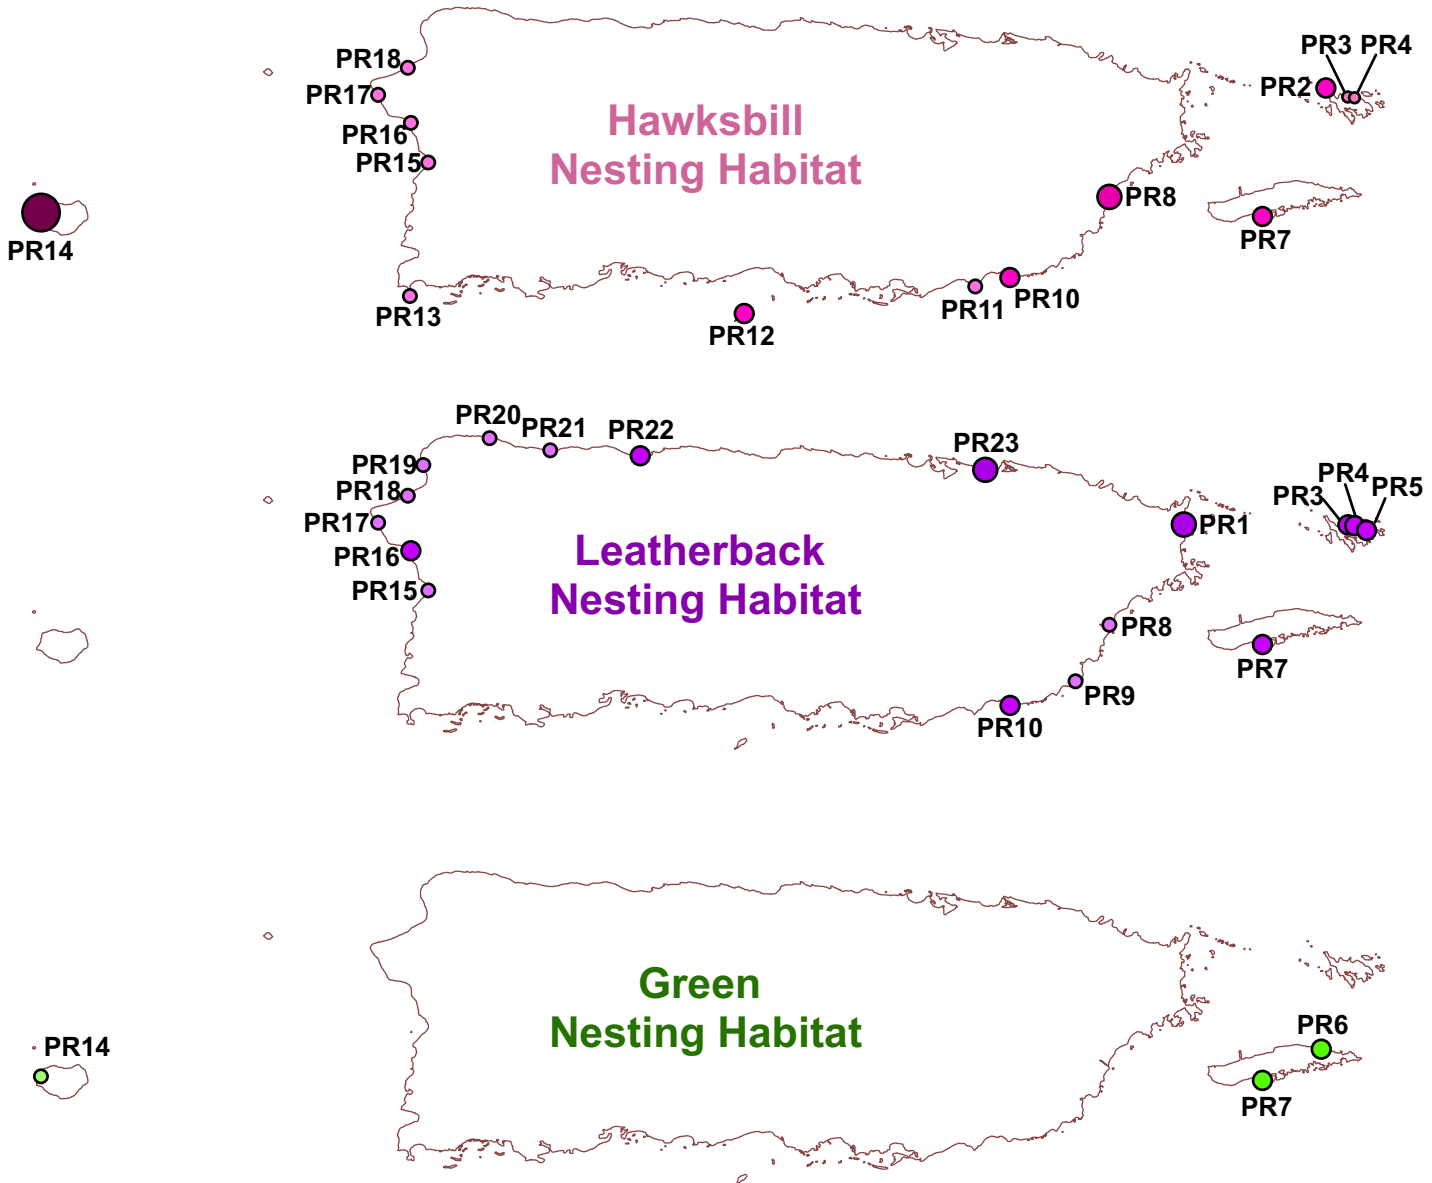 PR3 PR4
PR18
PR2
PR17
Hawksbill
Nesting Habitat
PR16
PR15
PR8
PR14
PR7
PR13
PR11
PR10
PR12
PR20
PR21
PR22
PR23
PR19
PR4
PR18
PR3
PR5
PR17
PR1
PR16
Leatherback
Nesting Habitat
PR15
PR8
PR7
PR9
PR10
Green
Nesting Habitat
PR14
PR6
PR7